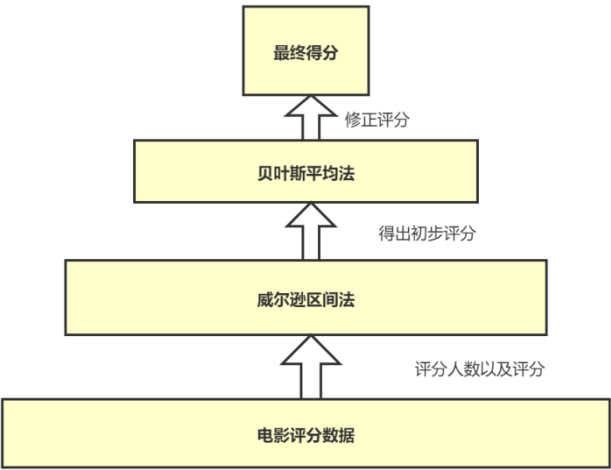 最终得分
修正评分
贝叶斯平均法
得出初步评分
威尔逊区间法
评分人数以及评分
电影评分数据